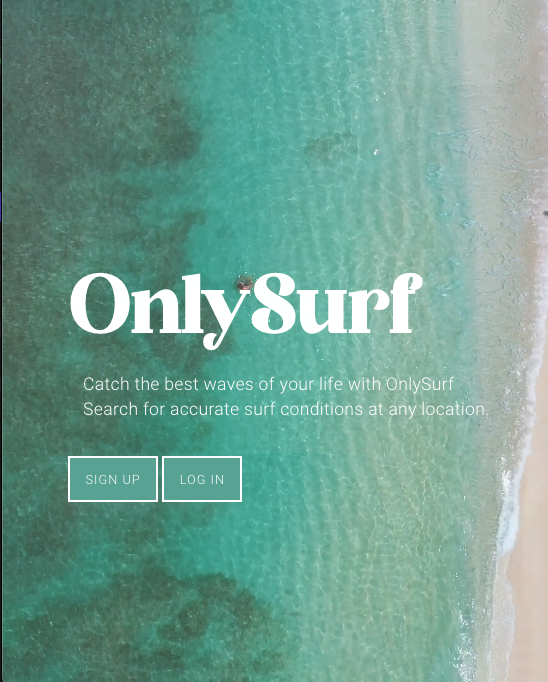 OnlySurf
Catch the best waves of your life with OnlySurf
Search for accurate surf conditions at any location.
SIGN UP
LOG IN